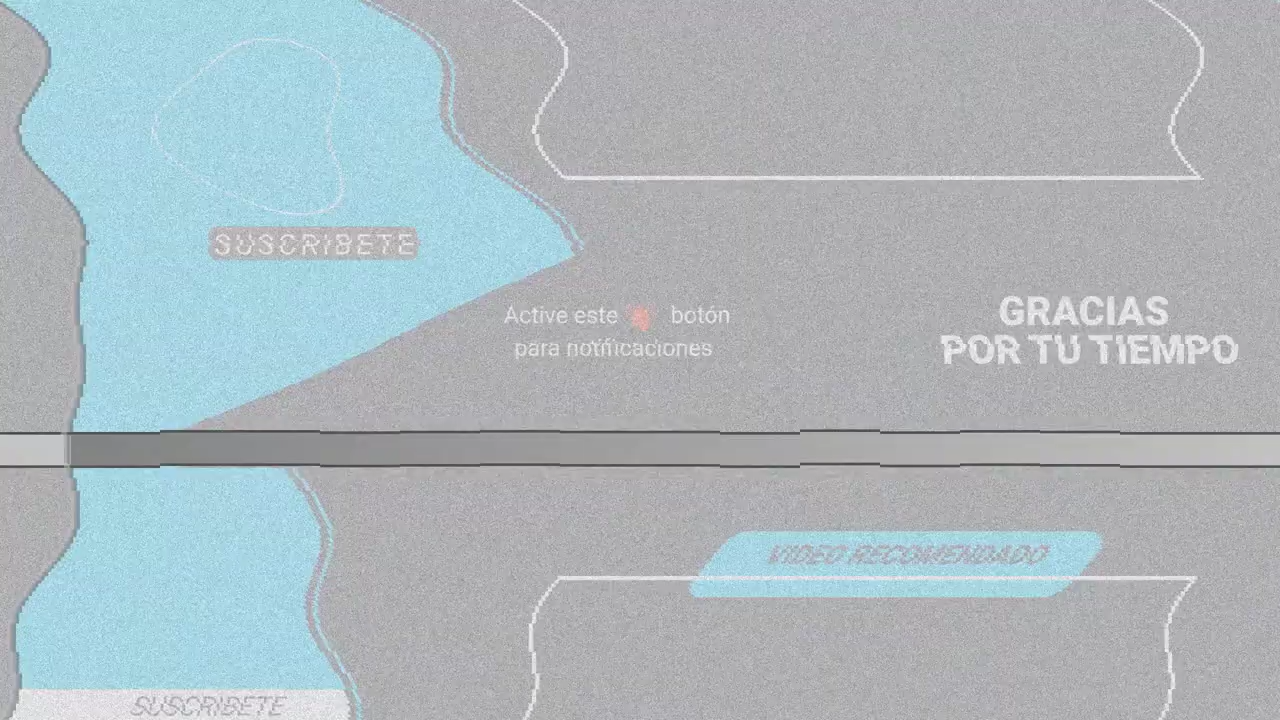 SUSCRIBETE
Active este botón
para notificaciones
GRACIAS
POR TU TIEMPO
VIDEO RECOMENDADO
SUSCRIBETE